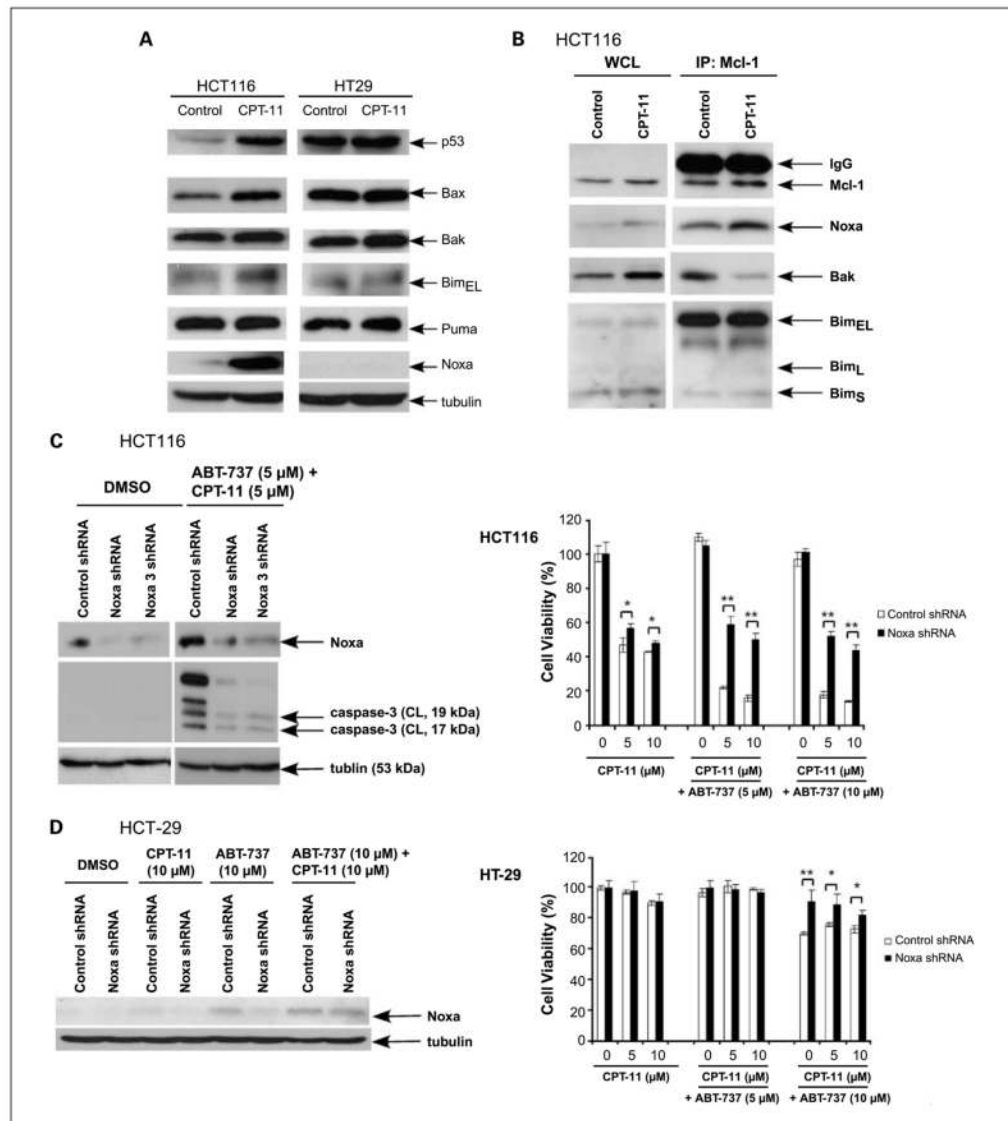 A
HCT116 HT29
Control CPT-11 Control CPT-11
p53
Bax
Bak
BimEL
Puma
Noxa
tubulin
B HCT116
WCL IP: Mcl-1
Control CPT-11 Control CPT-11
IgG
Mcl-1
Noxa
Bak
BimEL
BimL
BimS
C HCT116
DMSO ABT-737 (5 µM) +
CPT-11 (5 µM)
Control shRNA Noxa shRNA Noxa 3 shRNA Control shRNA Noxa shRNA Noxa 3 shRNA
Noxa
caspase-3 (CL, 19 kDa)
caspase-3 (CL, 17 kDa)
tublin (53 kDa)
HCT116
Cell Viability (%)
120
100
80
60
40
20
0
* * ** ** ** **
Control shRNA
Noxa shRNA
0 5 10 0 5 10 0 5 10
CPT-11 (µM) CPT-11 (µM) CPT-11 (µM)
+ ABT-737 (5 µM) + ABT-737 (10 µM)
D HCT-29
DMSO CPT-11 (10 µM) ABT-737 (10 µM) ABT-737 (10 µM) +
CPT-11 (10 µM)
Control shRNA Noxa shRNA Control shRNA Noxa shRNA Control shRNA Noxa shRNA Control shRNA Noxa shRNA
Noxa
tubulin
HT-29
Cell Viability (%)
120
100
80
60
40
20
0
** * *
Control shRNA
Noxa shRNA
0 5 10 0 5 10 0 5 10
CPT-11 (µM) CPT-11 (µM) CPT-11 (µM)
+ ABT-737 (5 µM) + ABT-737 (10 µM)